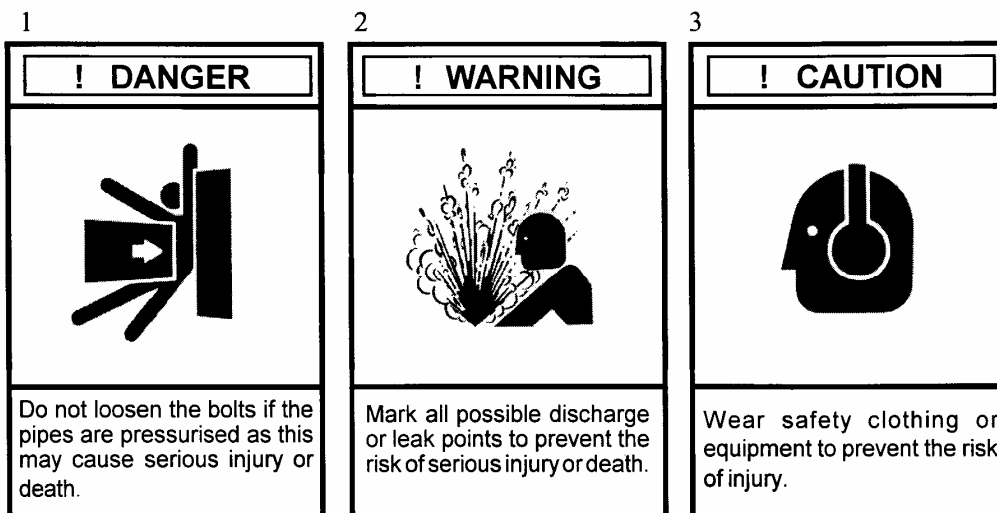 1
2
3
! DANGER
! WARNING
! CAUTION
Do not loosen the bolts if the
pipes are pressurised as this
may cause serious injury or
death.
Mark all possible discharge
or leak points to prevent the
risk of serious injury or death.
Wear safety clothing or
equipment to prevent the risk
of injury.